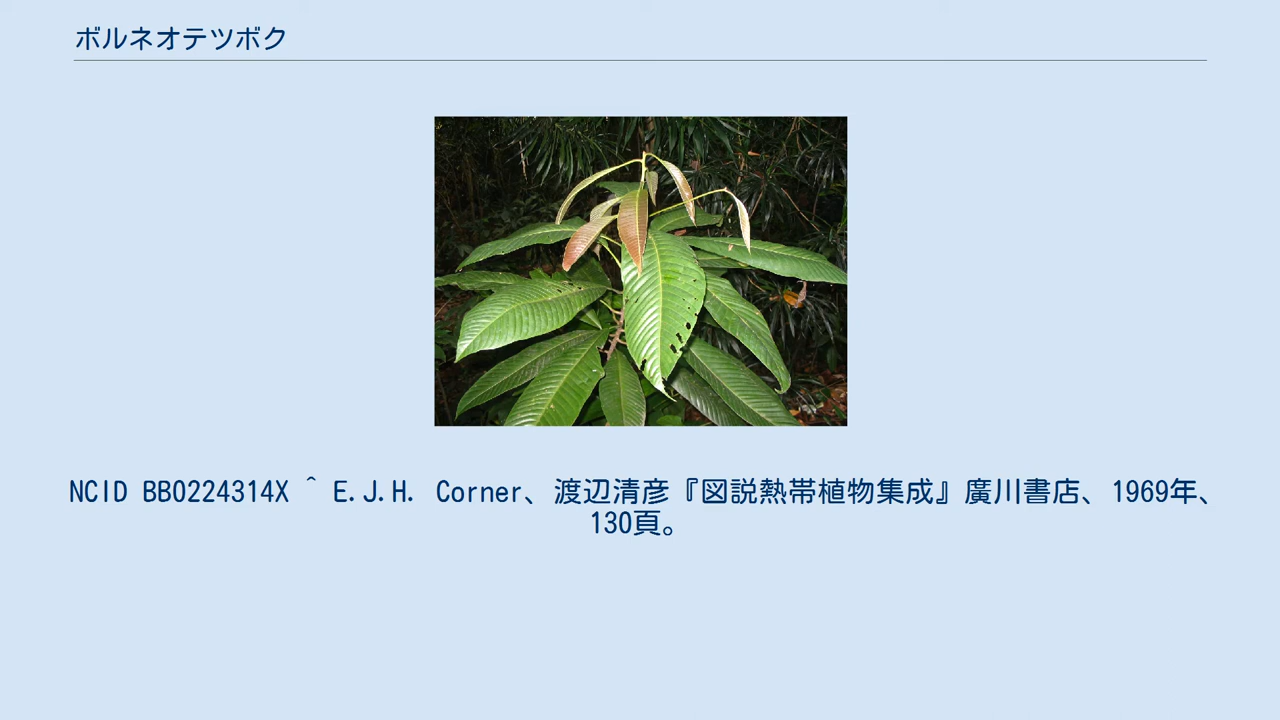 ボルネオテツボク
NCID BB0224314X ^ E.J.H. Corner、渡辺清彦『図説熱帯植物集成』廣川書店、1969年、
130頁。